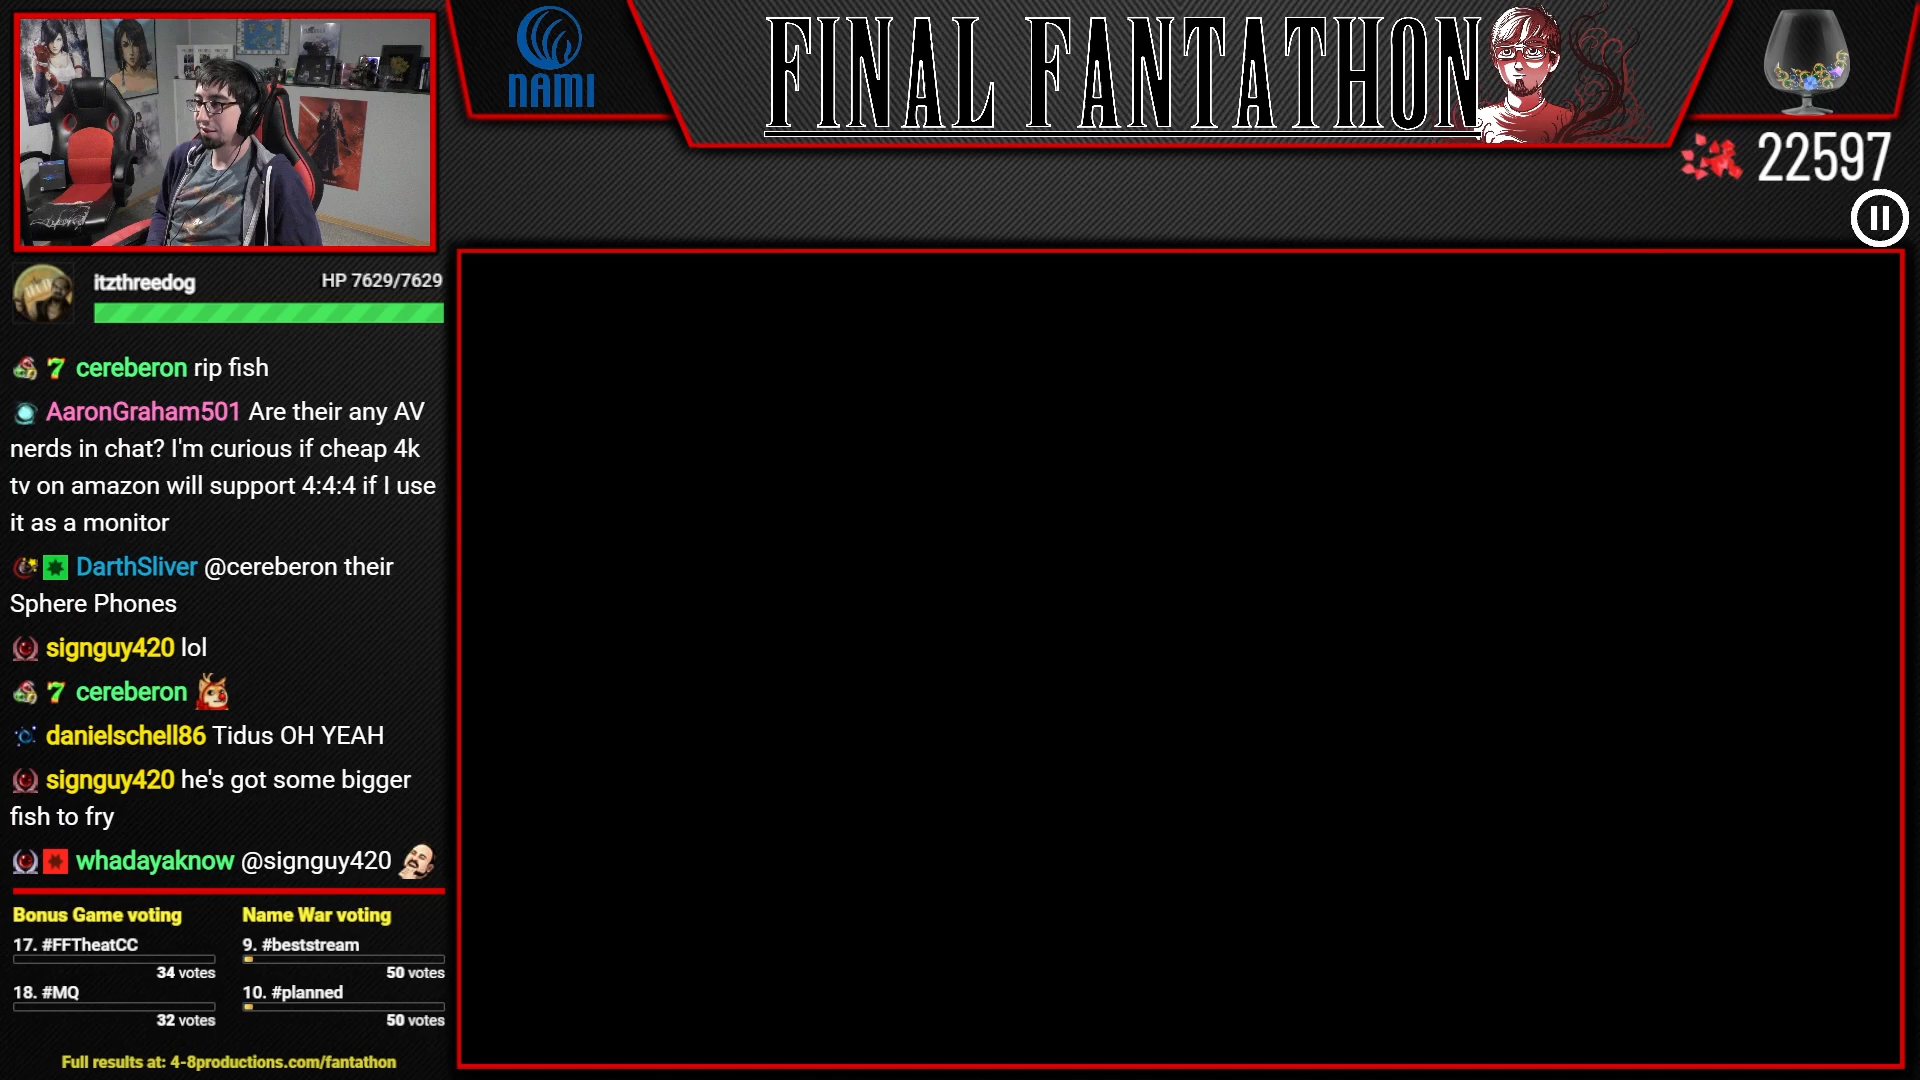 NAMI
FINAL FANTATHON
22597
itzthreedog
HP 7629/7629
7 cereberon rip fish
AaronGraham501 Are their any AV
nerds in chat? I'm curious if cheap 4k
tv on amazon will support 4:4:4 if I use
it as a monitor
DarthSliver @cereberon their
Sphere Phones
signguy420 lol
7 cereberon
danielschell86 Tidus OH YEAH
signguy420 he's got some bigger
fish to fry
whadayaknow @signguy420
Bonus Game voting
17. #FFTheatCC
34 votes
18. #MQ
32 votes
Name War voting
9. #beststream
50 votes
10. #planned
50 votes
Full results at: 4-8productions.com/fantathon